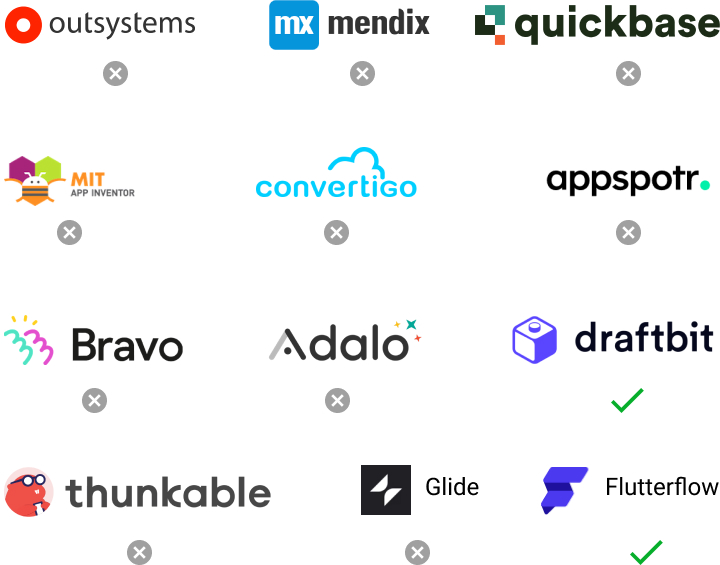 outsystems
mx mendix
quickbase
MIT
APP INVENTOR
convertigo
appspotr.
Bravo
Adalo
draftbit
thunkable
Glide
Flutterflow